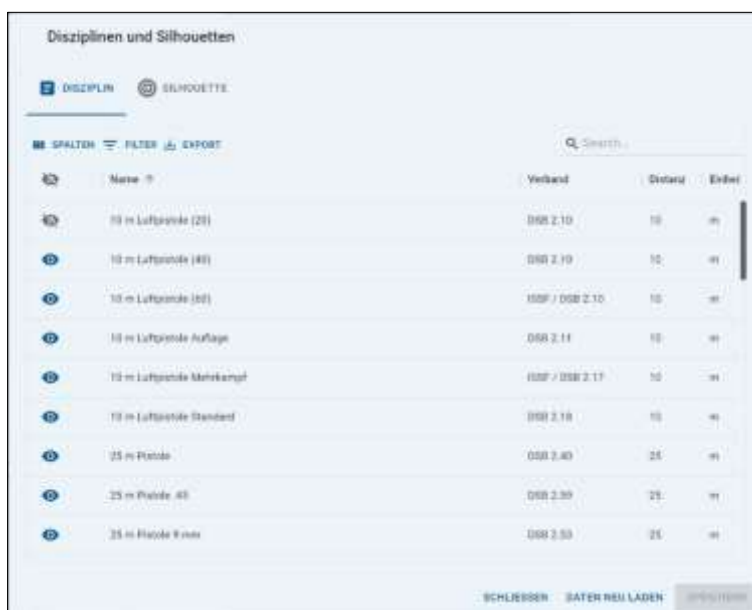 Disziplinen und Silhouetten
DISZIPLIN SILHOUETTE
SPALTEN FILTER EXPORT Search...
Name ↑ Verband Distanz Einhei
10 m Luftpistole (20) DSB 2.10 10 m
10 m Luftpistole (40) DSB 2.10 10 m
10 m Luftpistole (60) ISSF / DSB 2.10 10 m
10 m Luftpistole Auflage DSB 2.11 10 m
10 m Luftpistole Mehrkampf ISSF / DSB 2.17 10 m
10 m Luftpistole Standard DSB 2.18 10 m
25 m Pistole DSB 2.40 25 m
25 m Pistole .45 DSB 2.59 25 m
25 m Pistole 9 mm DSB 2.53 25 m
SCHLIESSEN DATEN NEU LADEN SPEICHERN